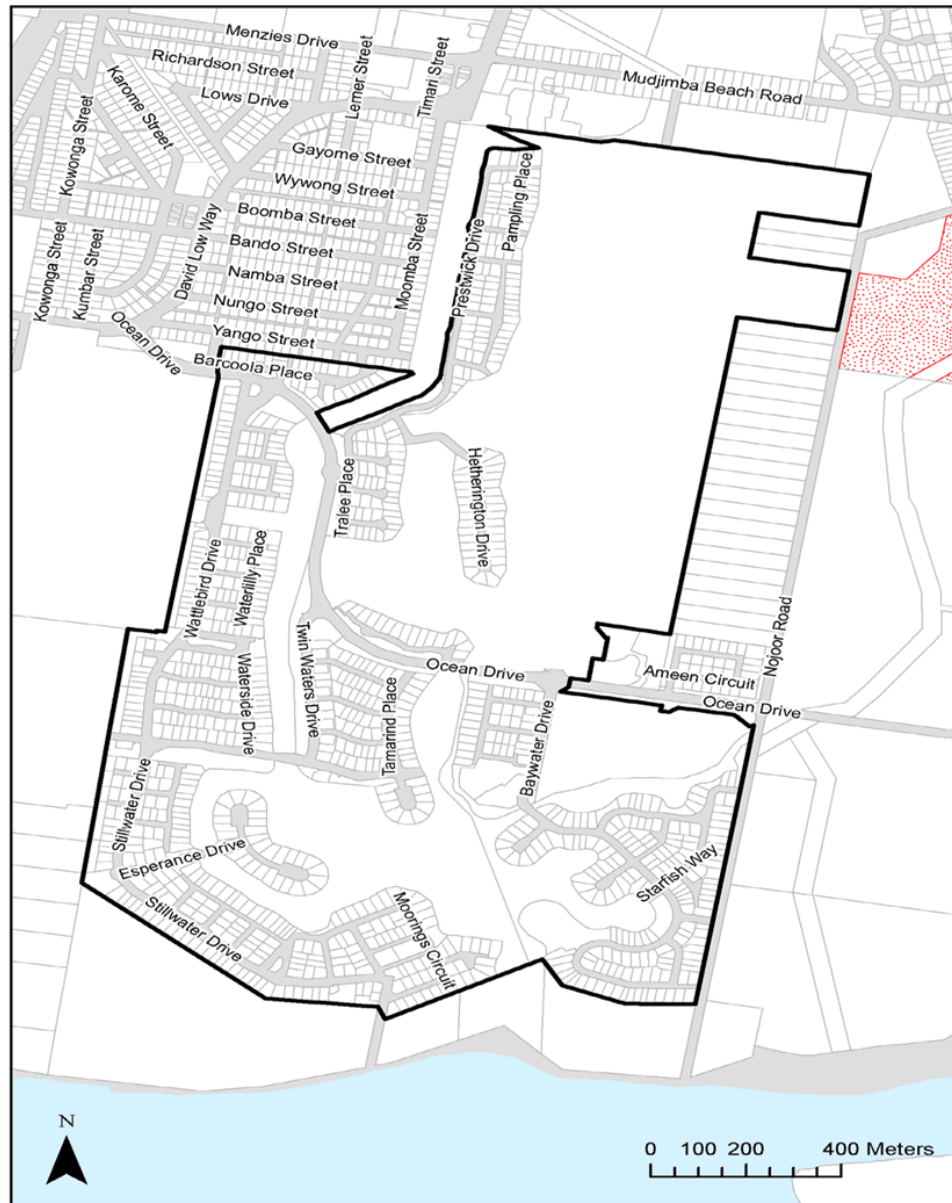 Menzies Drive
Richardson Street
Lows Drive
Lerner Street
Timari Street
Mudjimba Beach Road
Karome Street
Kowonga Street
Gayome Street
Wywong Street
Boomba Street
Bando Street
Namba Street
Nungo Street
Yango Street
Barcoola Place
David Low Way
Moomba Street
Prestwick Drive
Pampling Place
Kowonga Street
Kumbar Street
Ocean Drive
Tralee Place
Hetherington Drive
Wattlebird Drive
Waterlilly Place
Waterside Drive
Twin Waters Drive
Tamarind Place
Ocean Drive
Baywater Drive
Ameen Circuit
Ocean Drive
Nojoor Road
Stillwater Drive
Esperance Drive
Stillwater Drive
Moorings Circuit
Starfish Way
N
0 100 200 400 Meters